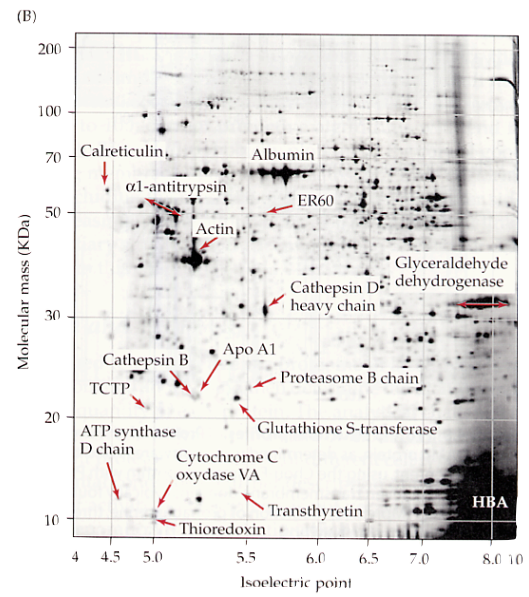 (B)
200
100
70
50
30
20
10
Molecular mass (KDa)
Calreticulin
Albumin
α1-antitrypsin
ER60
Actin
Glyceraldehyde
dehydrogenase
Cathepsin D
heavy chain
Cathepsin B
Apo A1
Proteasome B chain
TCTP
Glutathione S-transferase
ATP synthase
D chain
Cytochrome C
oxydase VA
HBA
Transthyretin
Thioredoxin
4 4.5 5.0 5.5 6.0 6.5 7.0 8.0 10
Isoelectric point